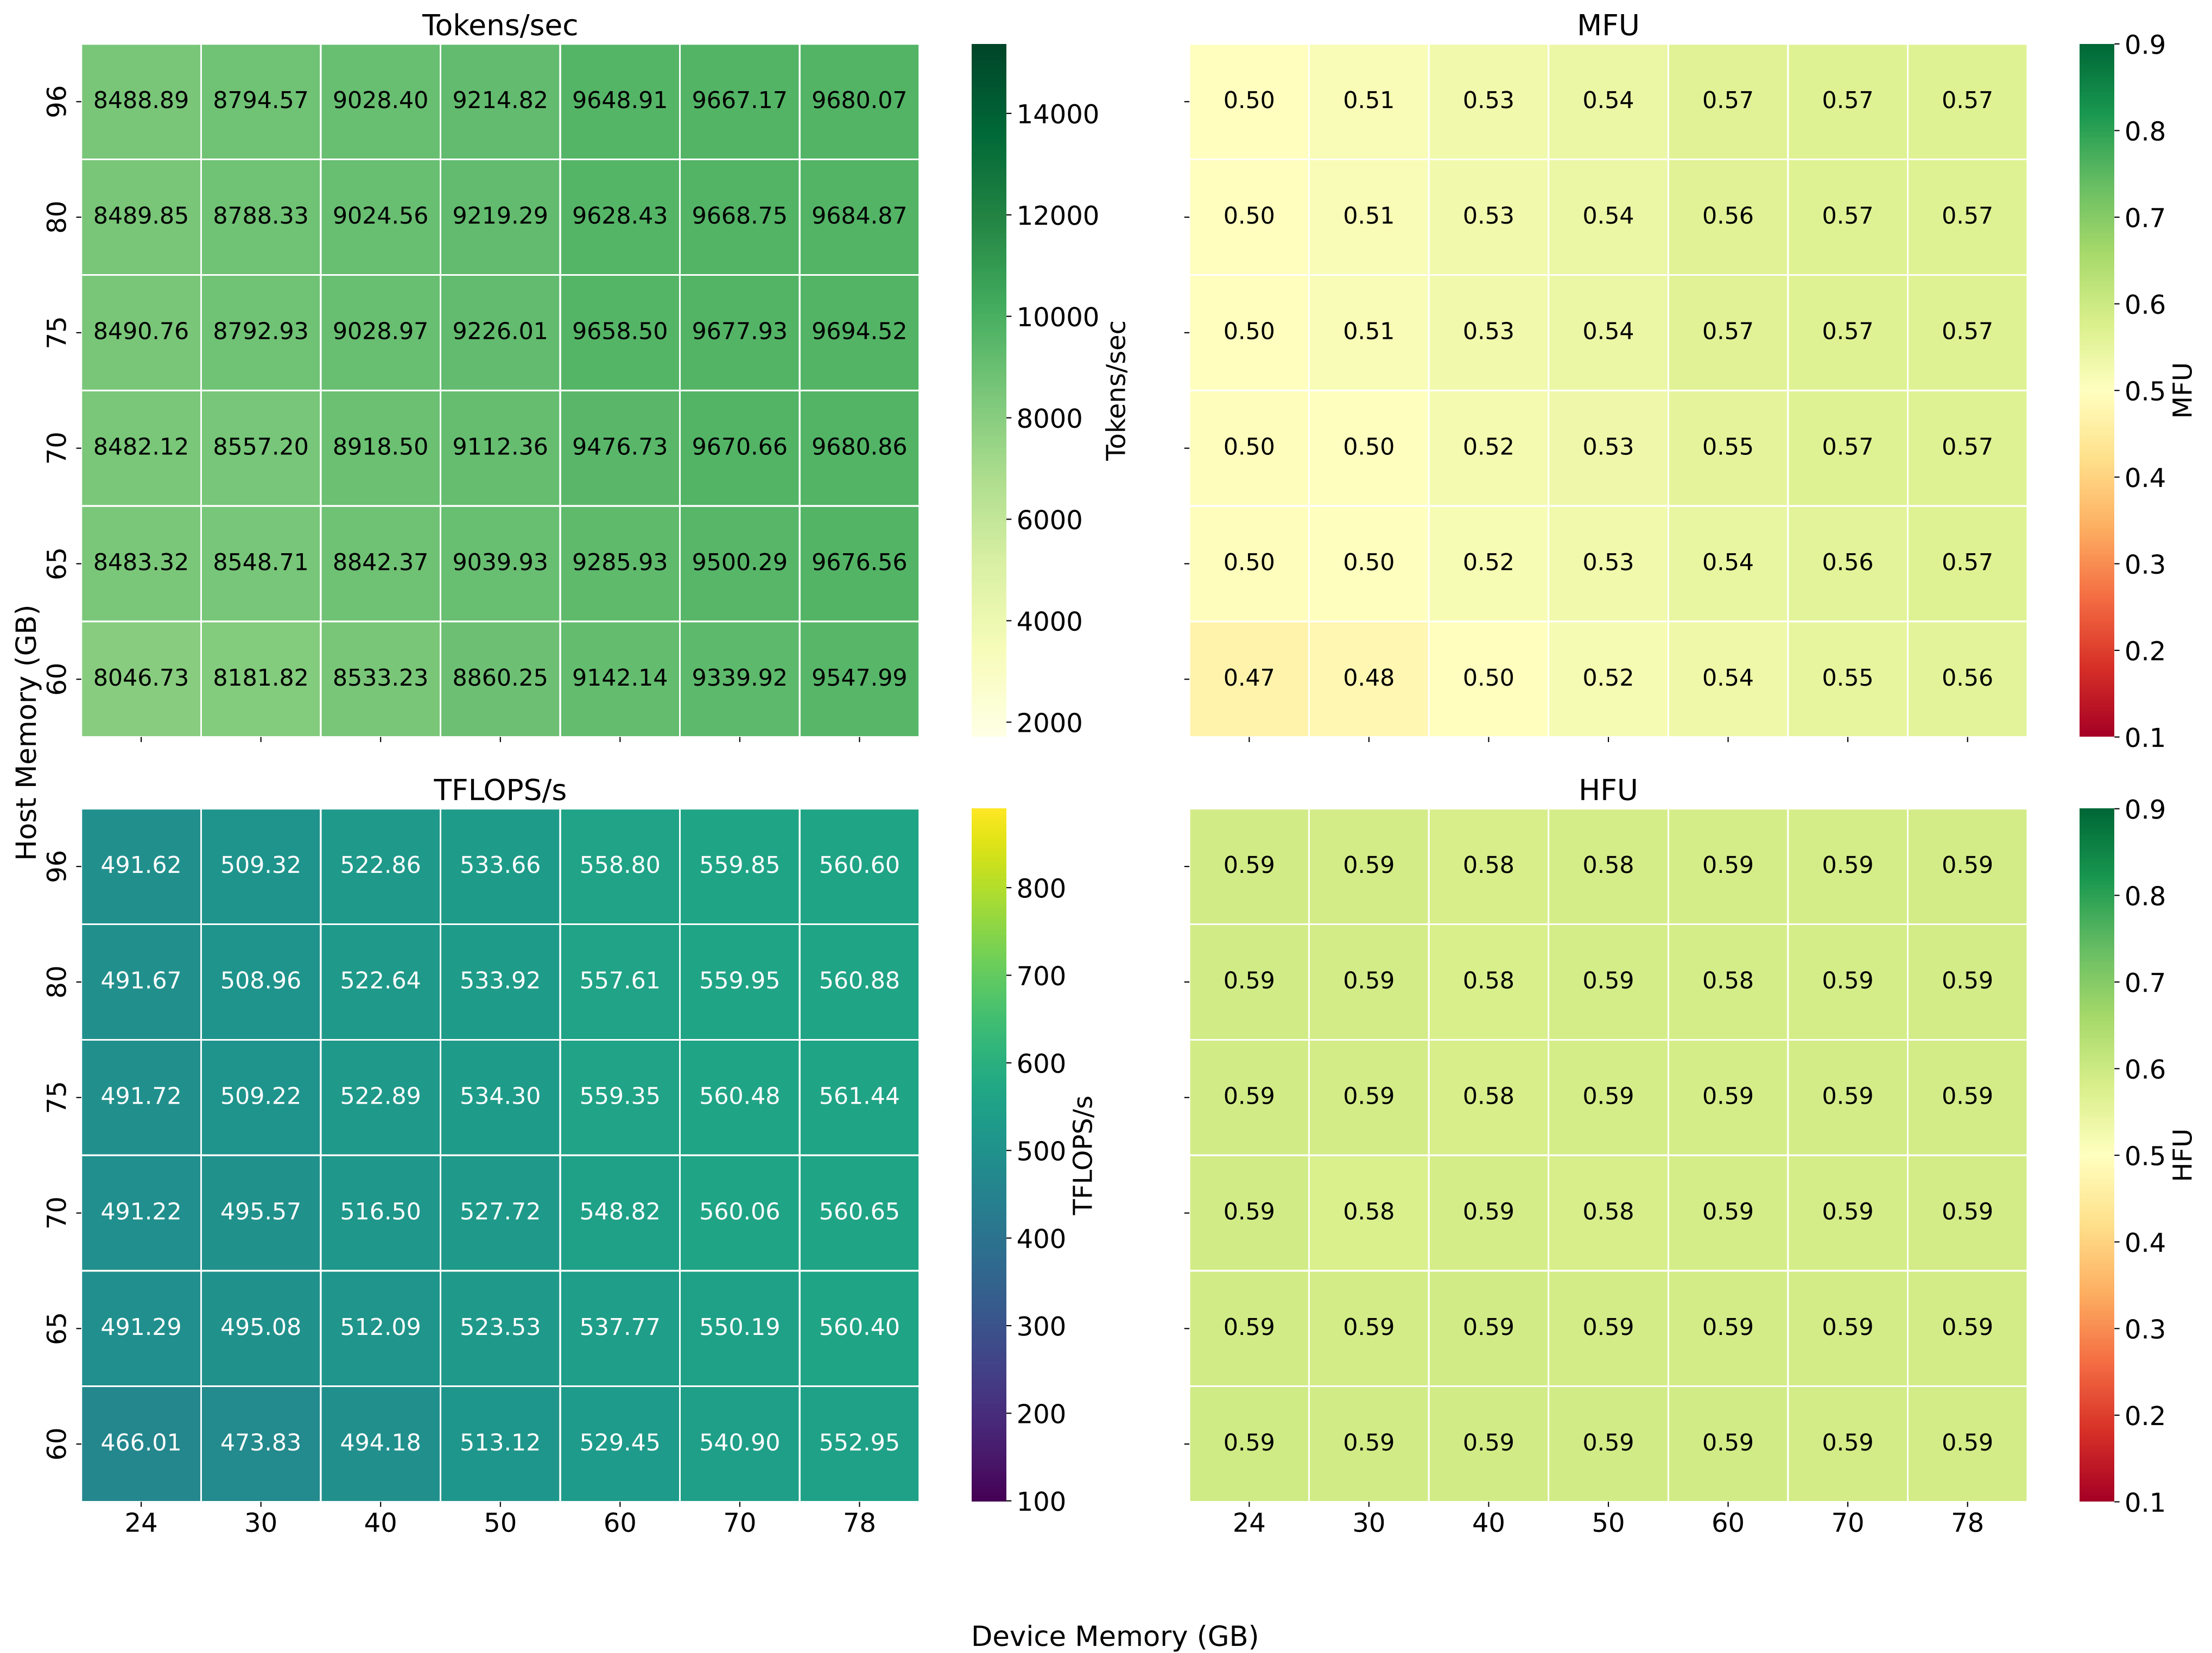 Tokens/sec
96 8488.89 8794.57 9028.40 9214.82 9648.91 9667.17 9680.07
80 8489.85 8788.33 9024.56 9219.29 9628.43 9668.75 9684.87
75 8490.76 8792.93 9028.97 9226.01 9658.50 9677.93 9694.52
70 8482.12 8557.20 8918.50 9112.36 9476.73 9670.66 9680.86
65 8483.32 8548.71 8842.37 9039.93 9285.93 9500.29 9676.56
60 8046.73 8181.82 8533.23 8860.25 9142.14 9339.92 9547.99
14000
12000
10000
8000
6000
4000
2000
Tokens/sec
MFU
0.50 0.51 0.53 0.54 0.57 0.57 0.57
0.50 0.51 0.53 0.54 0.56 0.57 0.57
0.50 0.51 0.53 0.54 0.57 0.57 0.57
0.50 0.50 0.52 0.53 0.55 0.57 0.57
0.50 0.50 0.52 0.53 0.54 0.56 0.57
0.47 0.48 0.50 0.52 0.54 0.55 0.56
0.9
0.8
0.7
0.6
0.5
0.4
0.3
0.2
0.1
MFU
Host Memory (GB)
TFLOPS/s
96 491.62 509.32 522.86 533.66 558.80 559.85 560.60
80 491.67 508.96 522.64 533.92 557.61 559.95 560.88
75 491.72 509.22 522.89 534.30 559.35 560.48 561.44
70 491.22 495.57 516.50 527.72 548.82 560.06 560.65
65 491.29 495.08 512.09 523.53 537.77 550.19 560.40
60 466.01 473.83 494.18 513.12 529.45 540.90 552.95
24 30 40 50 60 70 78
800
700
600
500
400
300
200
100
TFLOPS/s
HFU
0.59 0.59 0.58 0.58 0.59 0.59 0.59
0.59 0.59 0.58 0.59 0.58 0.59 0.59
0.59 0.59 0.58 0.59 0.59 0.59 0.59
0.59 0.58 0.59 0.58 0.59 0.59 0.59
0.59 0.59 0.59 0.59 0.59 0.59 0.59
0.59 0.59 0.59 0.59 0.59 0.59 0.59
24 30 40 50 60 70 78
0.9
0.8
0.7
0.6
0.5
0.4
0.3
0.2
0.1
HFU
Device Memory (GB)